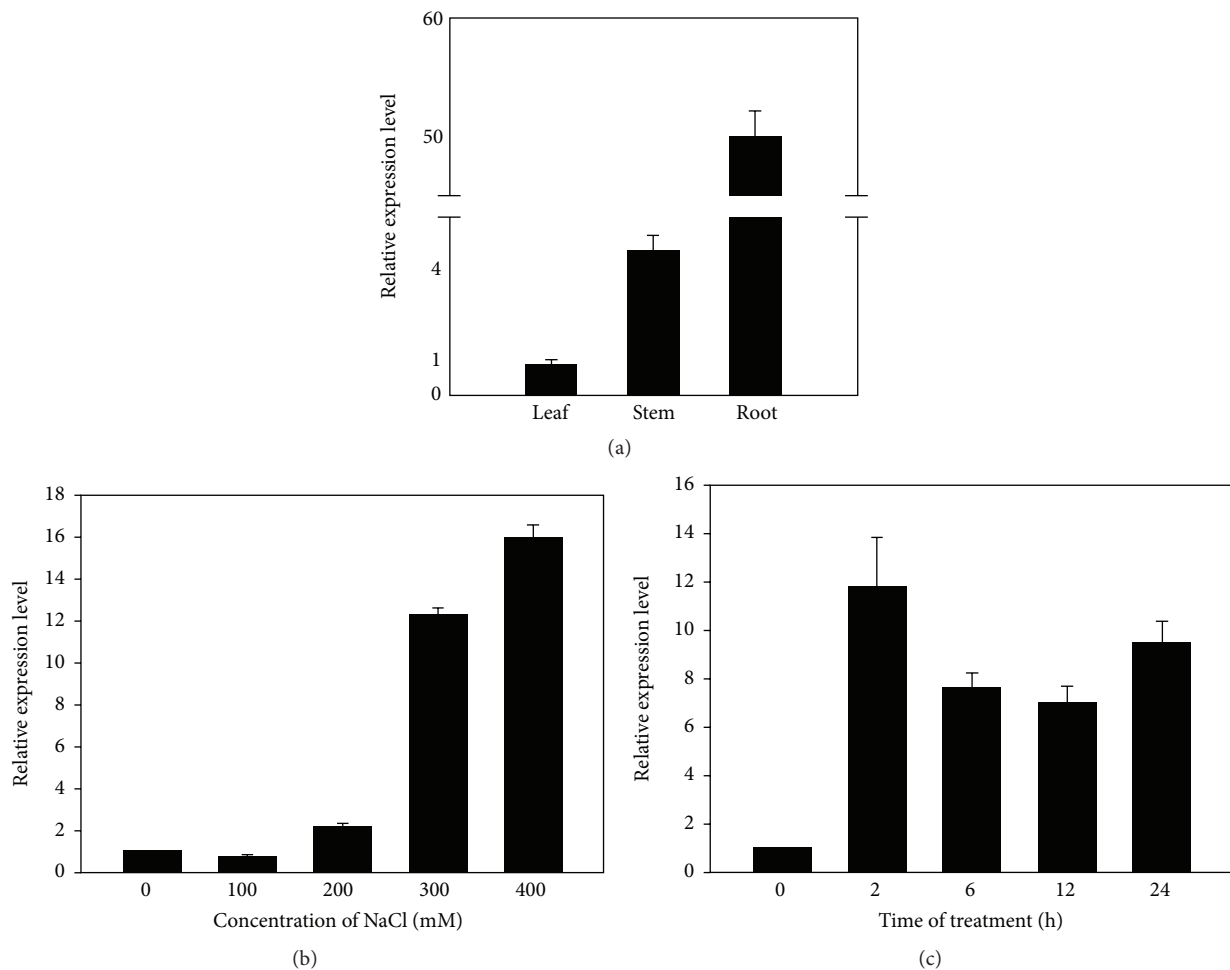 Relative expression level
60
50
4
1
0
Leaf Stem Root
(a)
Relative expression level
18
16
14
12
10
8
6
4
2
0
0 100 200 300 400
Concentration of NaCl (mM)
(b)
Relative expression level
16
14
12
10
8
6
4
2
0
0 2 6 12 24
Time of treatment (h)
(c)